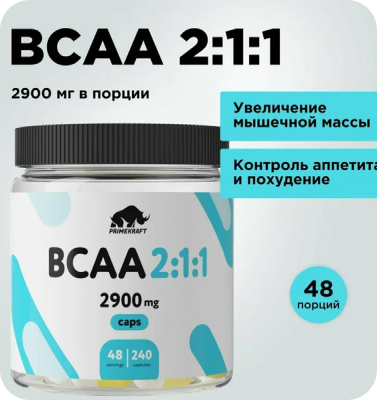 BCAA 2:1:1
2900 мг в порции
Увеличение
мышечной массы
Контроль аппетита
и похудение
PRIMEKRAFT
BCAA 2:1:1
2900 mg
caps
48 240
servings capsules
48
порций